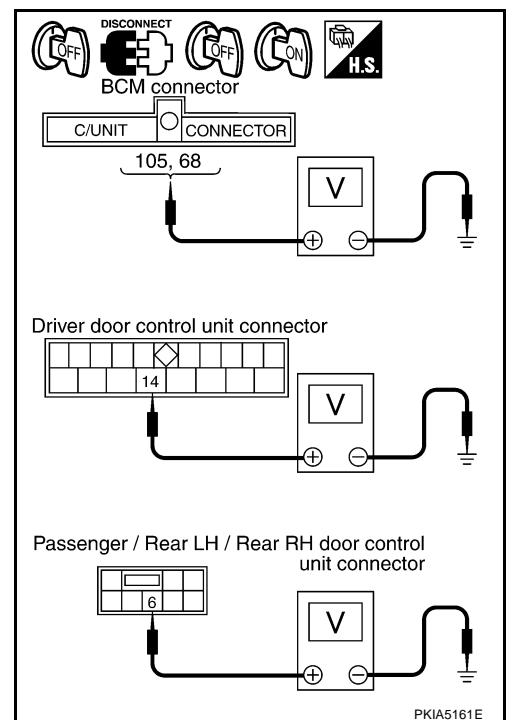 DISCONNECT
OFF OFF ON H.S.
BCM connector
C/UNIT CONNECTOR
105, 68
V
Driver door control unit connector
14
V
Passenger / Rear LH / Rear RH door control
unit connector
6
V
PKIA5161E